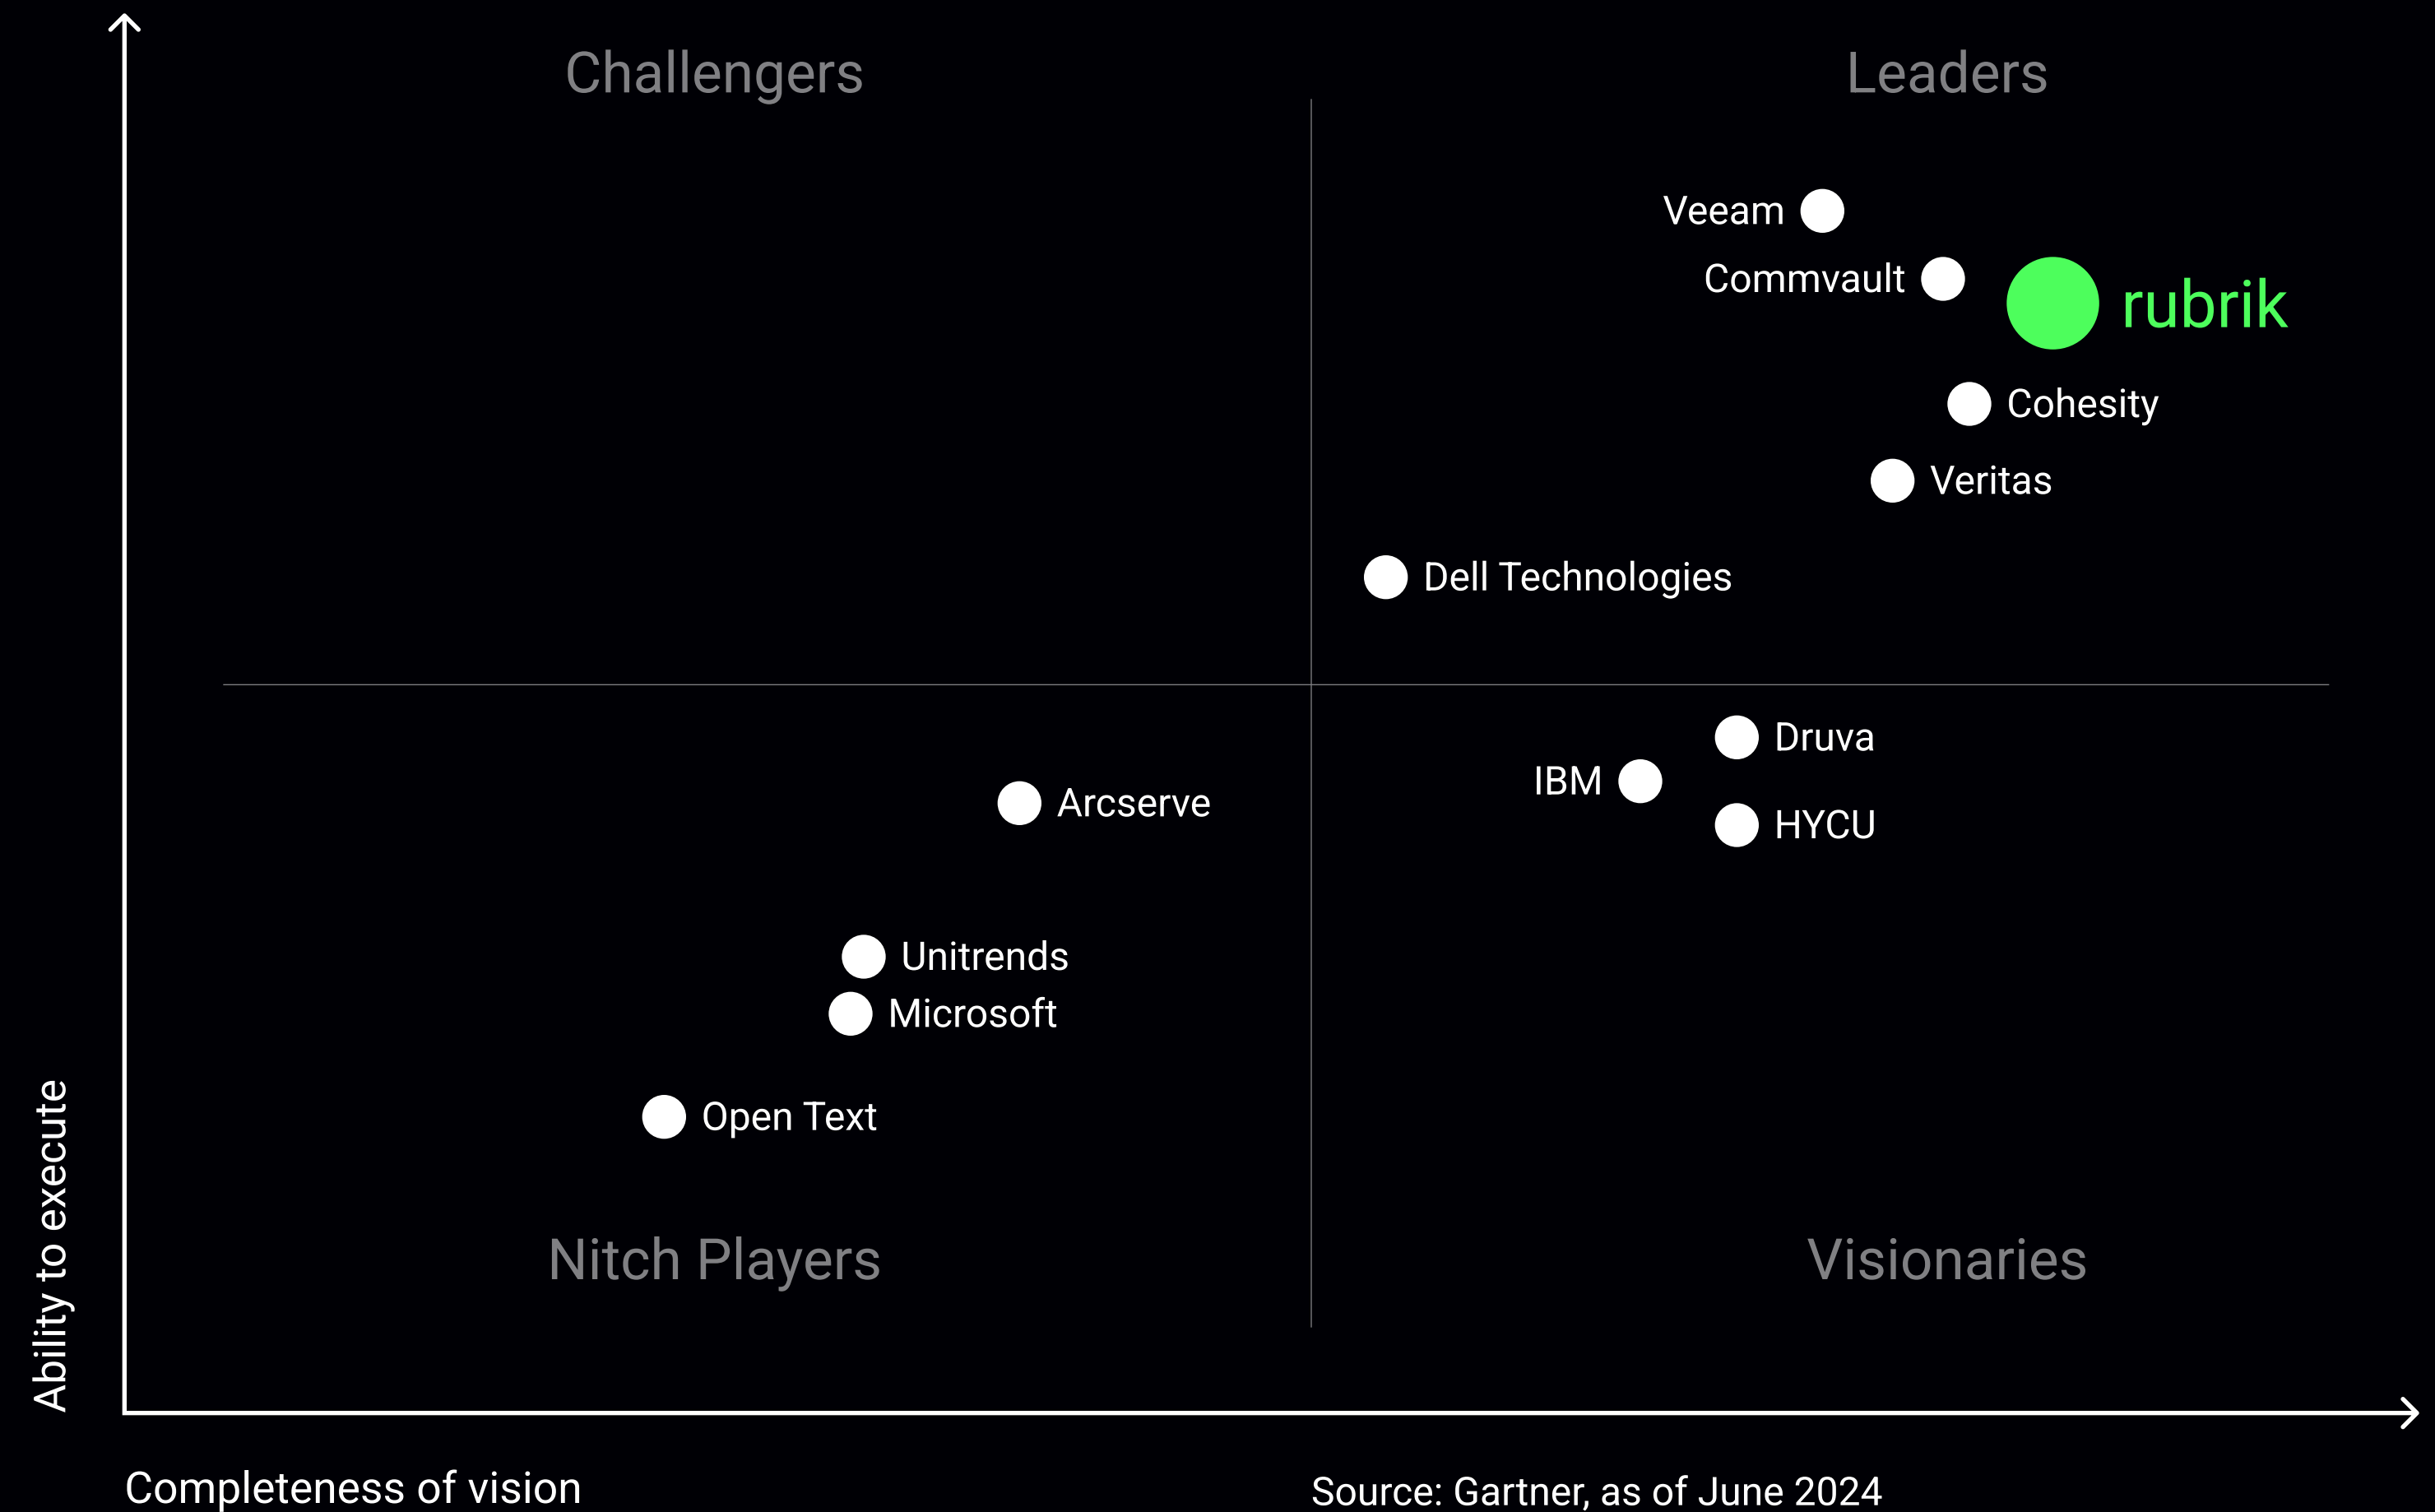 Challengers
Leaders
Veeam
Commvault
rubrik
Cohesity
Veritas
Dell Technologies
Druva
IBM
Arcserve
HYCU
Unitrends
Microsoft
Open Text
Nitch Players
Visionaries
Ability to execute
Completeness of vision
Source: Gartner, as of June 2024